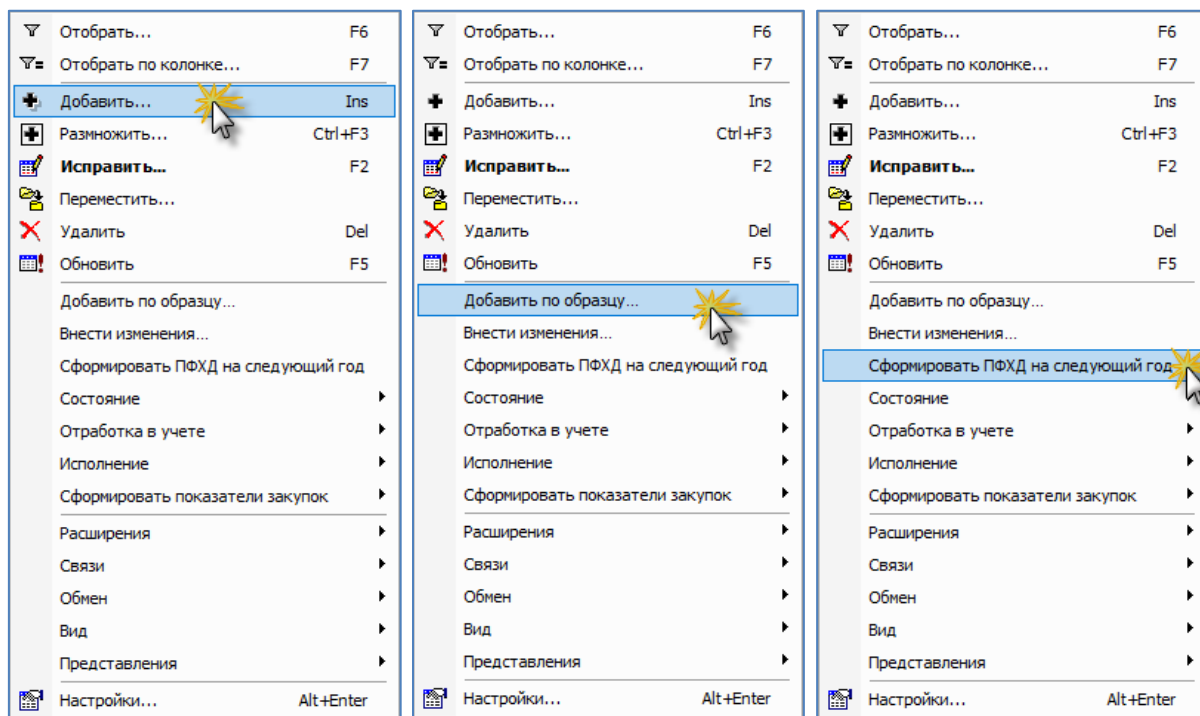 Отобрать... F6
Отобрать по колонке... F7
Добавить... Ins
Размножить... Ctrl+F3
Исправить... F2
Переместить...
Удалить Del
Обновить F5
Добавить по образцу...
Внести изменения...
Сформировать ПФХД на следующий год
Состояние
Отработка в учете
Исполнение
Сформировать показатели закупок
Расширения
Связи
Обмен
Вид
Представления
Настройки... Alt+Enter
Отобрать... F6
Отобрать по колонке... F7
Добавить... Ins
Размножить... Ctrl+F3
Исправить... F2
Переместить...
Удалить Del
Обновить F5
Добавить по образцу...
Внести изменения...
Сформировать ПФХД на следующий год
Состояние
Отработка в учете
Исполнение
Сформировать показатели закупок
Расширения
Связи
Обмен
Вид
Представления
Настройки... Alt+Enter
Отобрать... F6
Отобрать по колонке... F7
Добавить... Ins
Размножить... Ctrl+F3
Исправить... F2
Переместить...
Удалить Del
Обновить F5
Добавить по образцу...
Внести изменения...
Сформировать ПФХД на следующий год
Состояние
Отработка в учете
Исполнение
Сформировать показатели закупок
Расширения
Связи
Обмен
Вид
Представления
Настройки... Alt+Enter